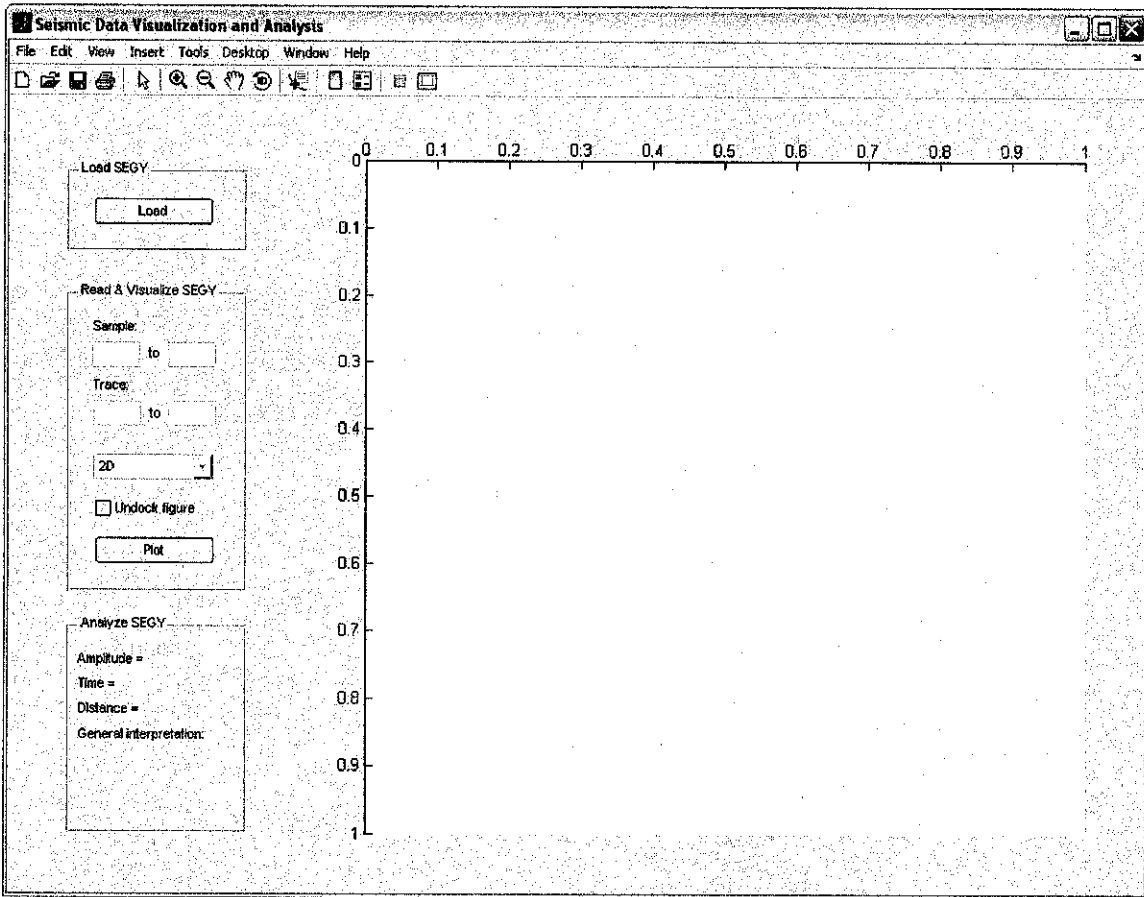 Seismic Data Visualization and Analysis
File Edit View Insert Tools Desktop Window Help
Load SEGY
Load
Read & Visualize SEGY
Sample:
to
Trace:
to
2D
Undock figure
Plot
Analyze SEGY
Amplitude =
Time =
Distance =
General interpretation:
0 0.1 0.2 0.3 0.4 0.5 0.6 0.7 0.8 0.9 1
0
0.1
0.2
0.3
0.4
0.5
0.6
0.7
0.8
0.9
1